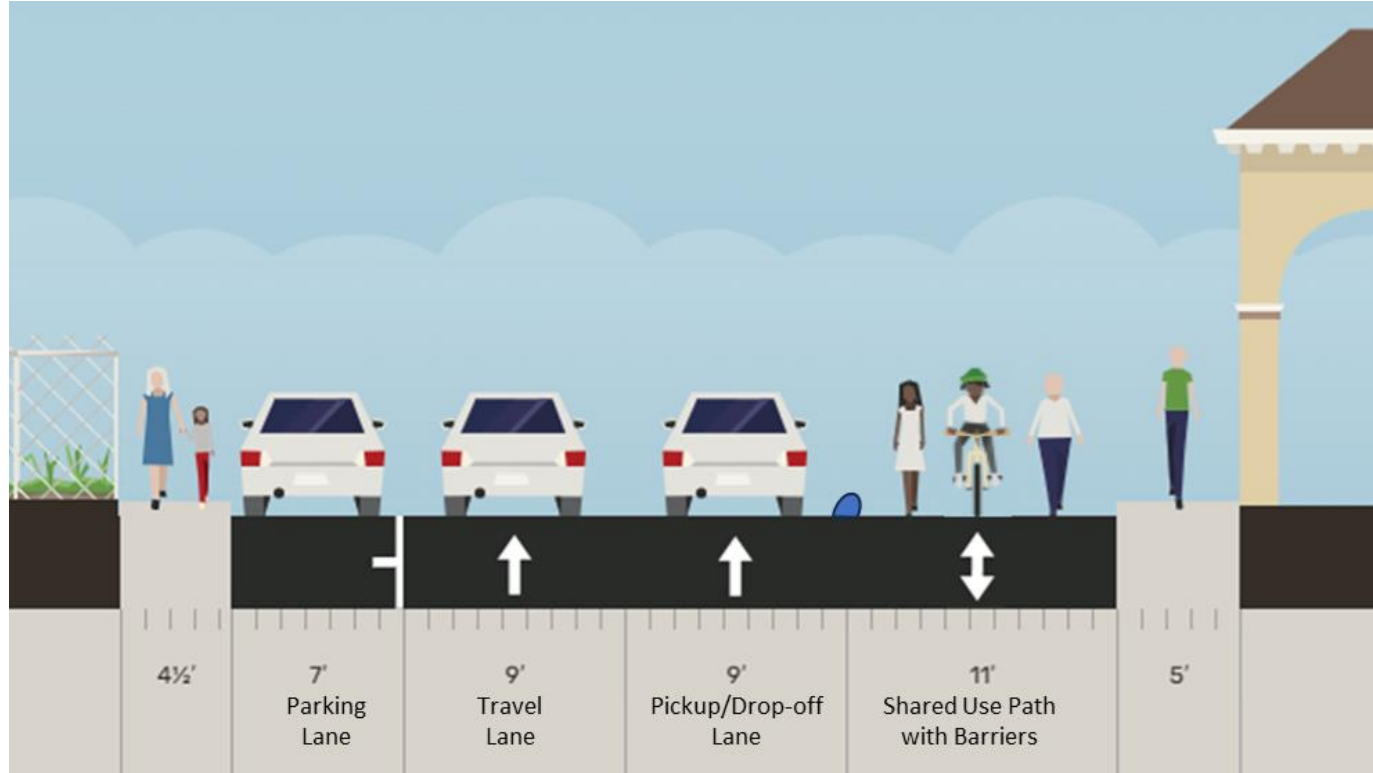 4½′ 7′ 9′ 9′ 11′ 5′
Parking Travel Pickup/Drop-off Shared Use Path
Lane Lane Lane with Barriers